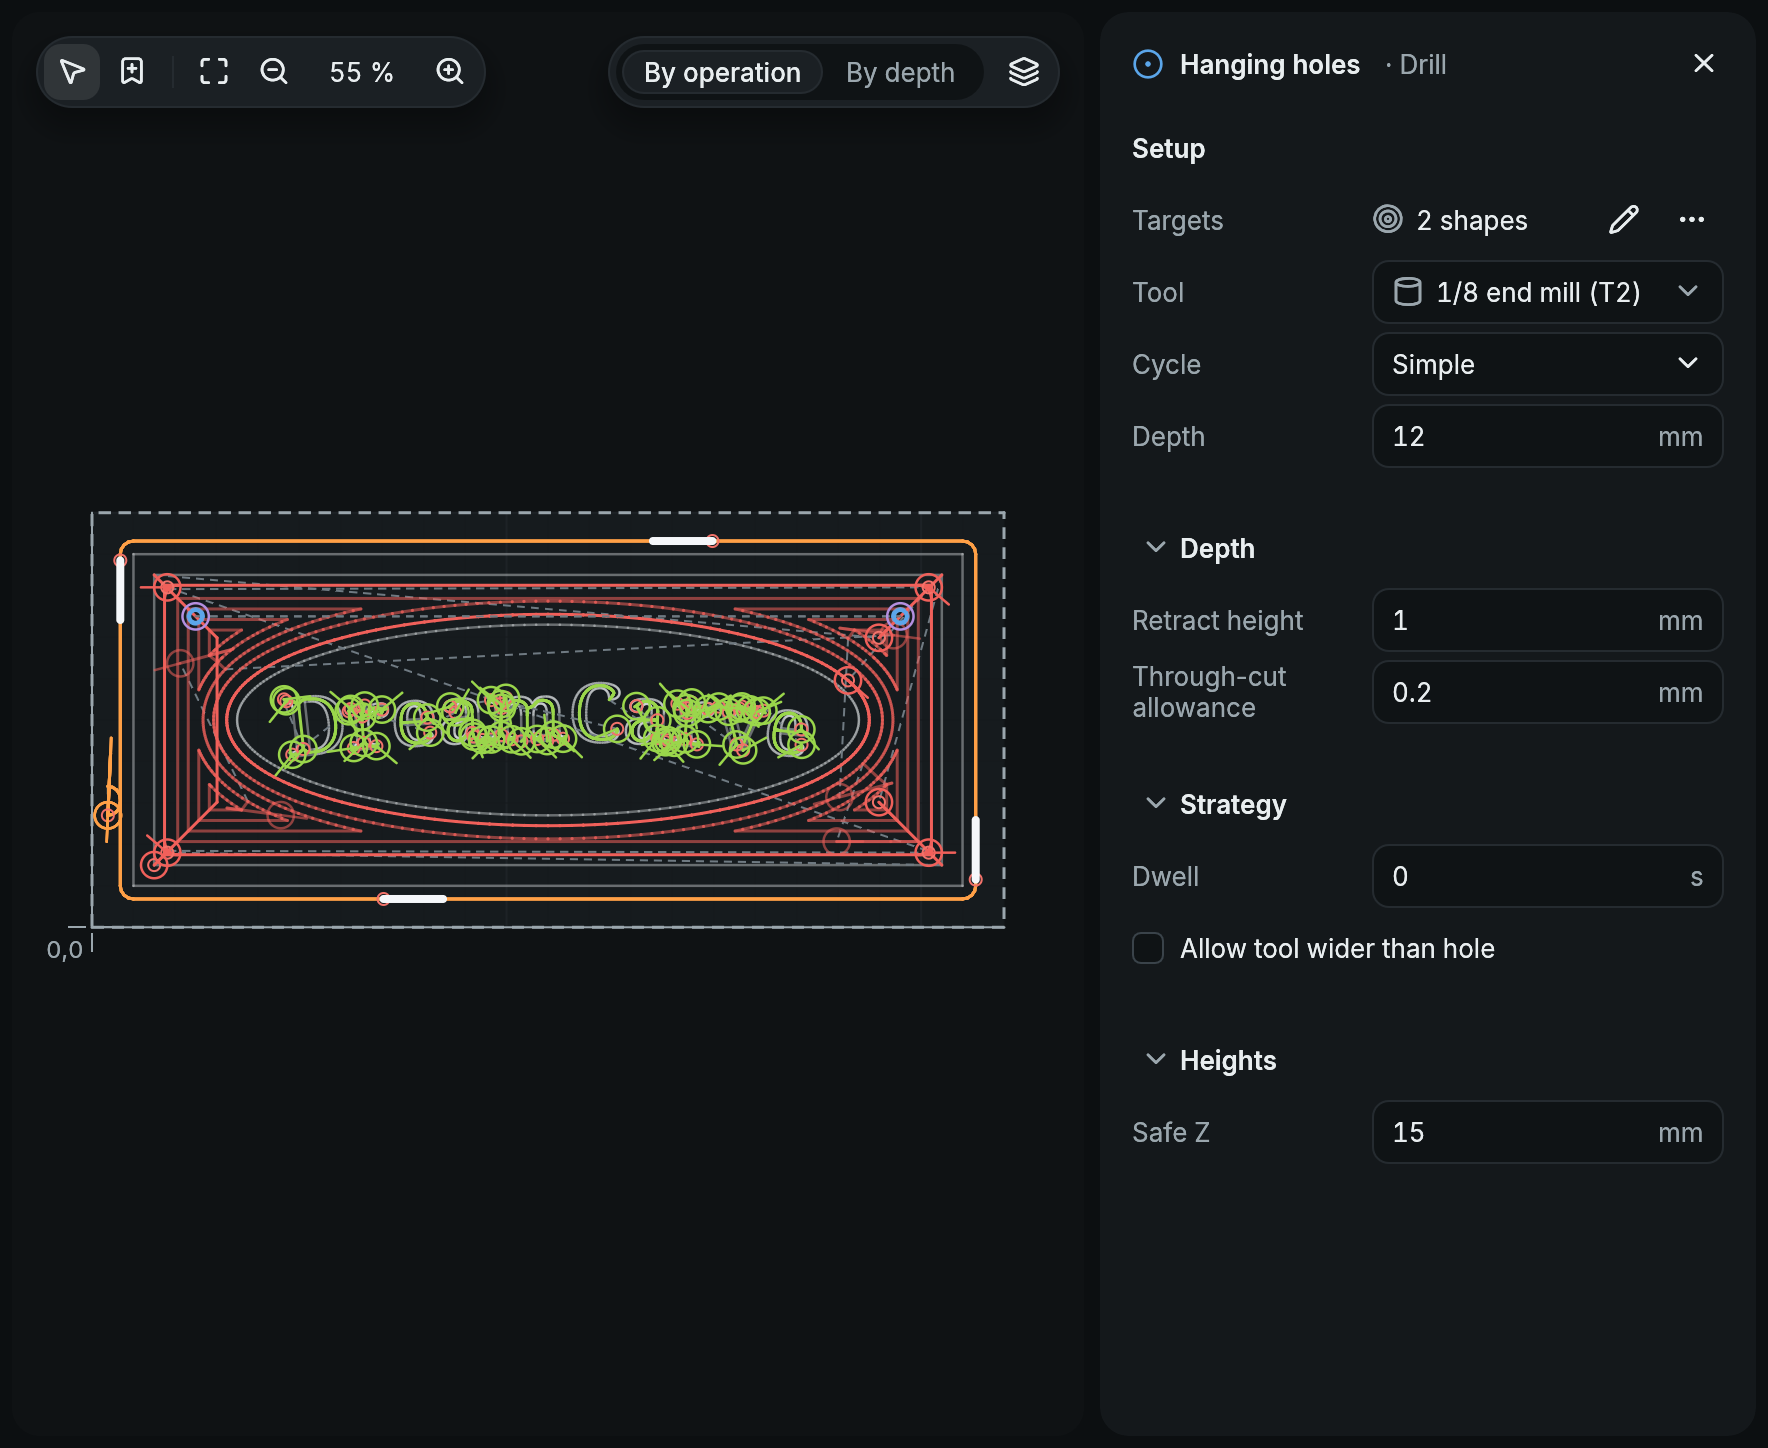 55 %
By operation
By depth
Hanging holes · Drill
Setup
Targets
2 shapes
Tool
1/8 end mill (T2)
Cycle
Simple
Depth
12 mm
Depth
Retract height
1 mm
Through-cut
allowance
0.2 mm
Strategy
Dwell
0 s
Allow tool wider than hole
Heights
Safe Z
15 mm
0,0